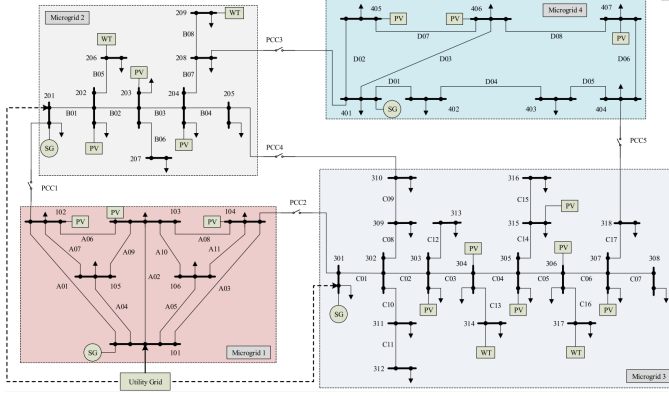 Microgrid 2
209
WT
B08
WT
206
208
B05
PV
B07
201
202
203
204
205
B01
B02
B03
B04
SG
PV
B06
PV
207
PCC1
PCC3
PCC4
405
PV
PV
406
Microgrid 4
407
D07
D08
PV
D02
D03
D06
D01
D04
D05
401
SG
402
403
404
PCC5
102
PV
PV
103
PV
104
PCC2
A06
A08
A07
A09
A10
A11
A02
105
106
A01
A04
A05
A03
SG
101
Microgrid 1
Utility Grid
310
316
C09
C15
PV
309
313
315
318
C08
C12
PV
C14
PV
C17
301
302
303
304
305
306
307
308
C01
C02
C03
C04
C05
C06
C07
SG
C10
PV
C13
PV
C16
PV
311
314
317
C11
WT
WT
312
Microgrid 3